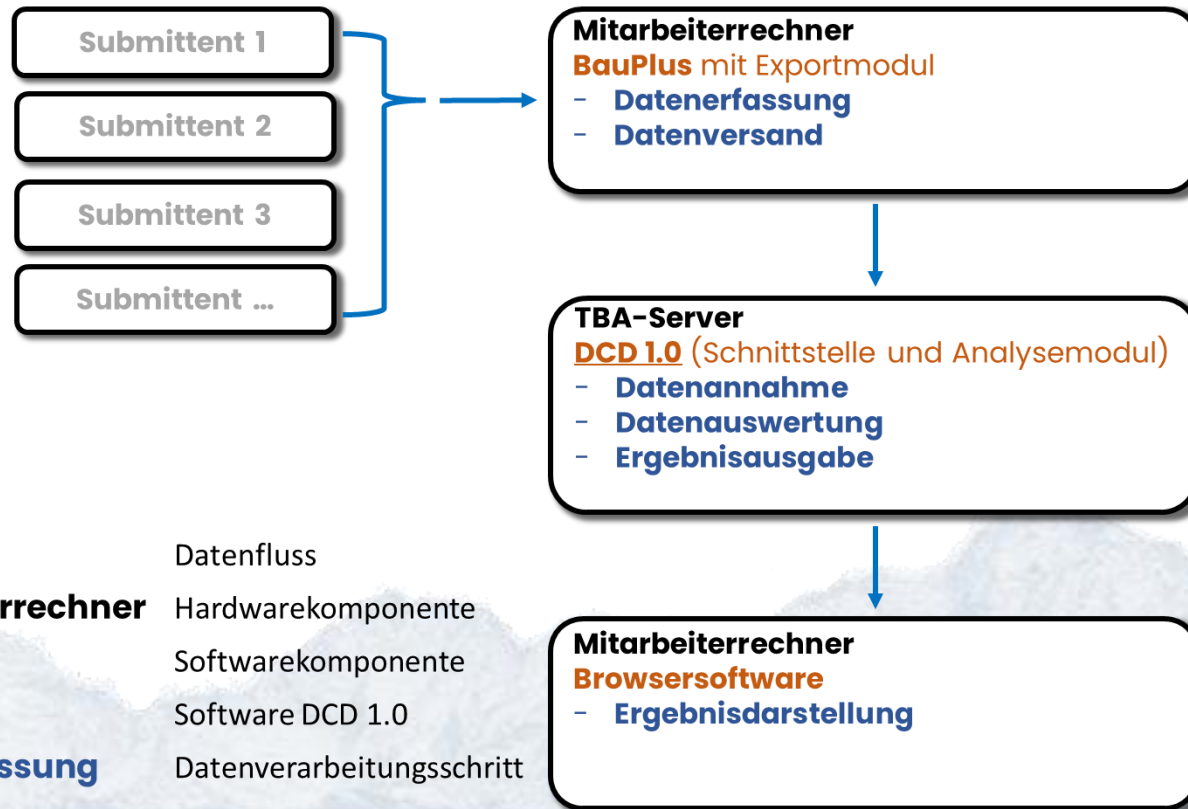 Submittent 1
Submittent 2
Submittent 3
Submittent ...
Mitarbeiterrechner
BauPlus mit Exportmodul
- Datenerfassung
- Datenversand
TBA-Server
DCD 1.0 (Schnittstelle und Analysemodul)
- Datenannahme
- Datenauswertung
- Ergebnisausgabe
Mitarbeiterrechner
Browsersoftware
- Ergebnisdarstellung
Datenfluss
rrechner Hardwarekomponente
Softwarekomponente
Software DCD 1.0
ssung Datenverarbeitungsschritt